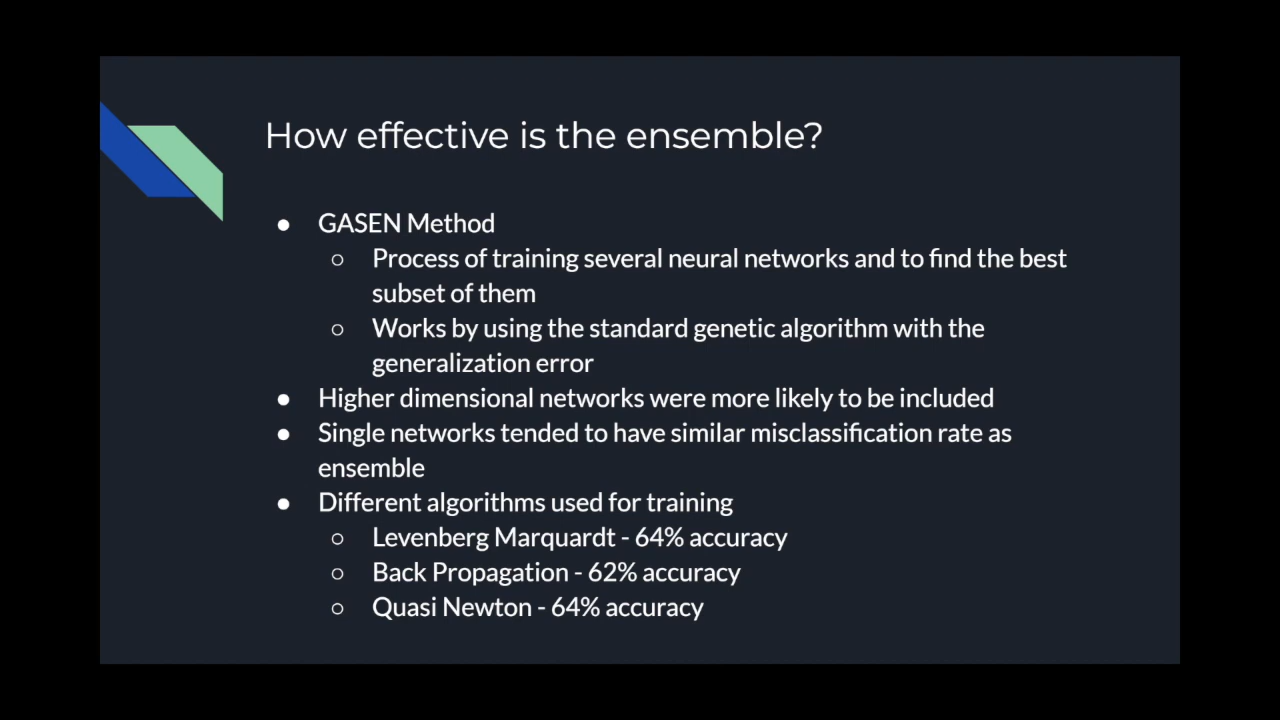 How effective is the ensemble?
● GASEN Method
○ Process of training several neural networks and to find the best
subset of them
○ Works by using the standard genetic algorithm with the
generalization error
● Higher dimensional networks were more likely to be included
● Single networks tended to have similar misclassification rate as
ensemble
● Different algorithms used for training
○ Levenberg Marquardt - 64% accuracy
○ Back Propagation - 62% accuracy
○ Quasi Newton - 64% accuracy